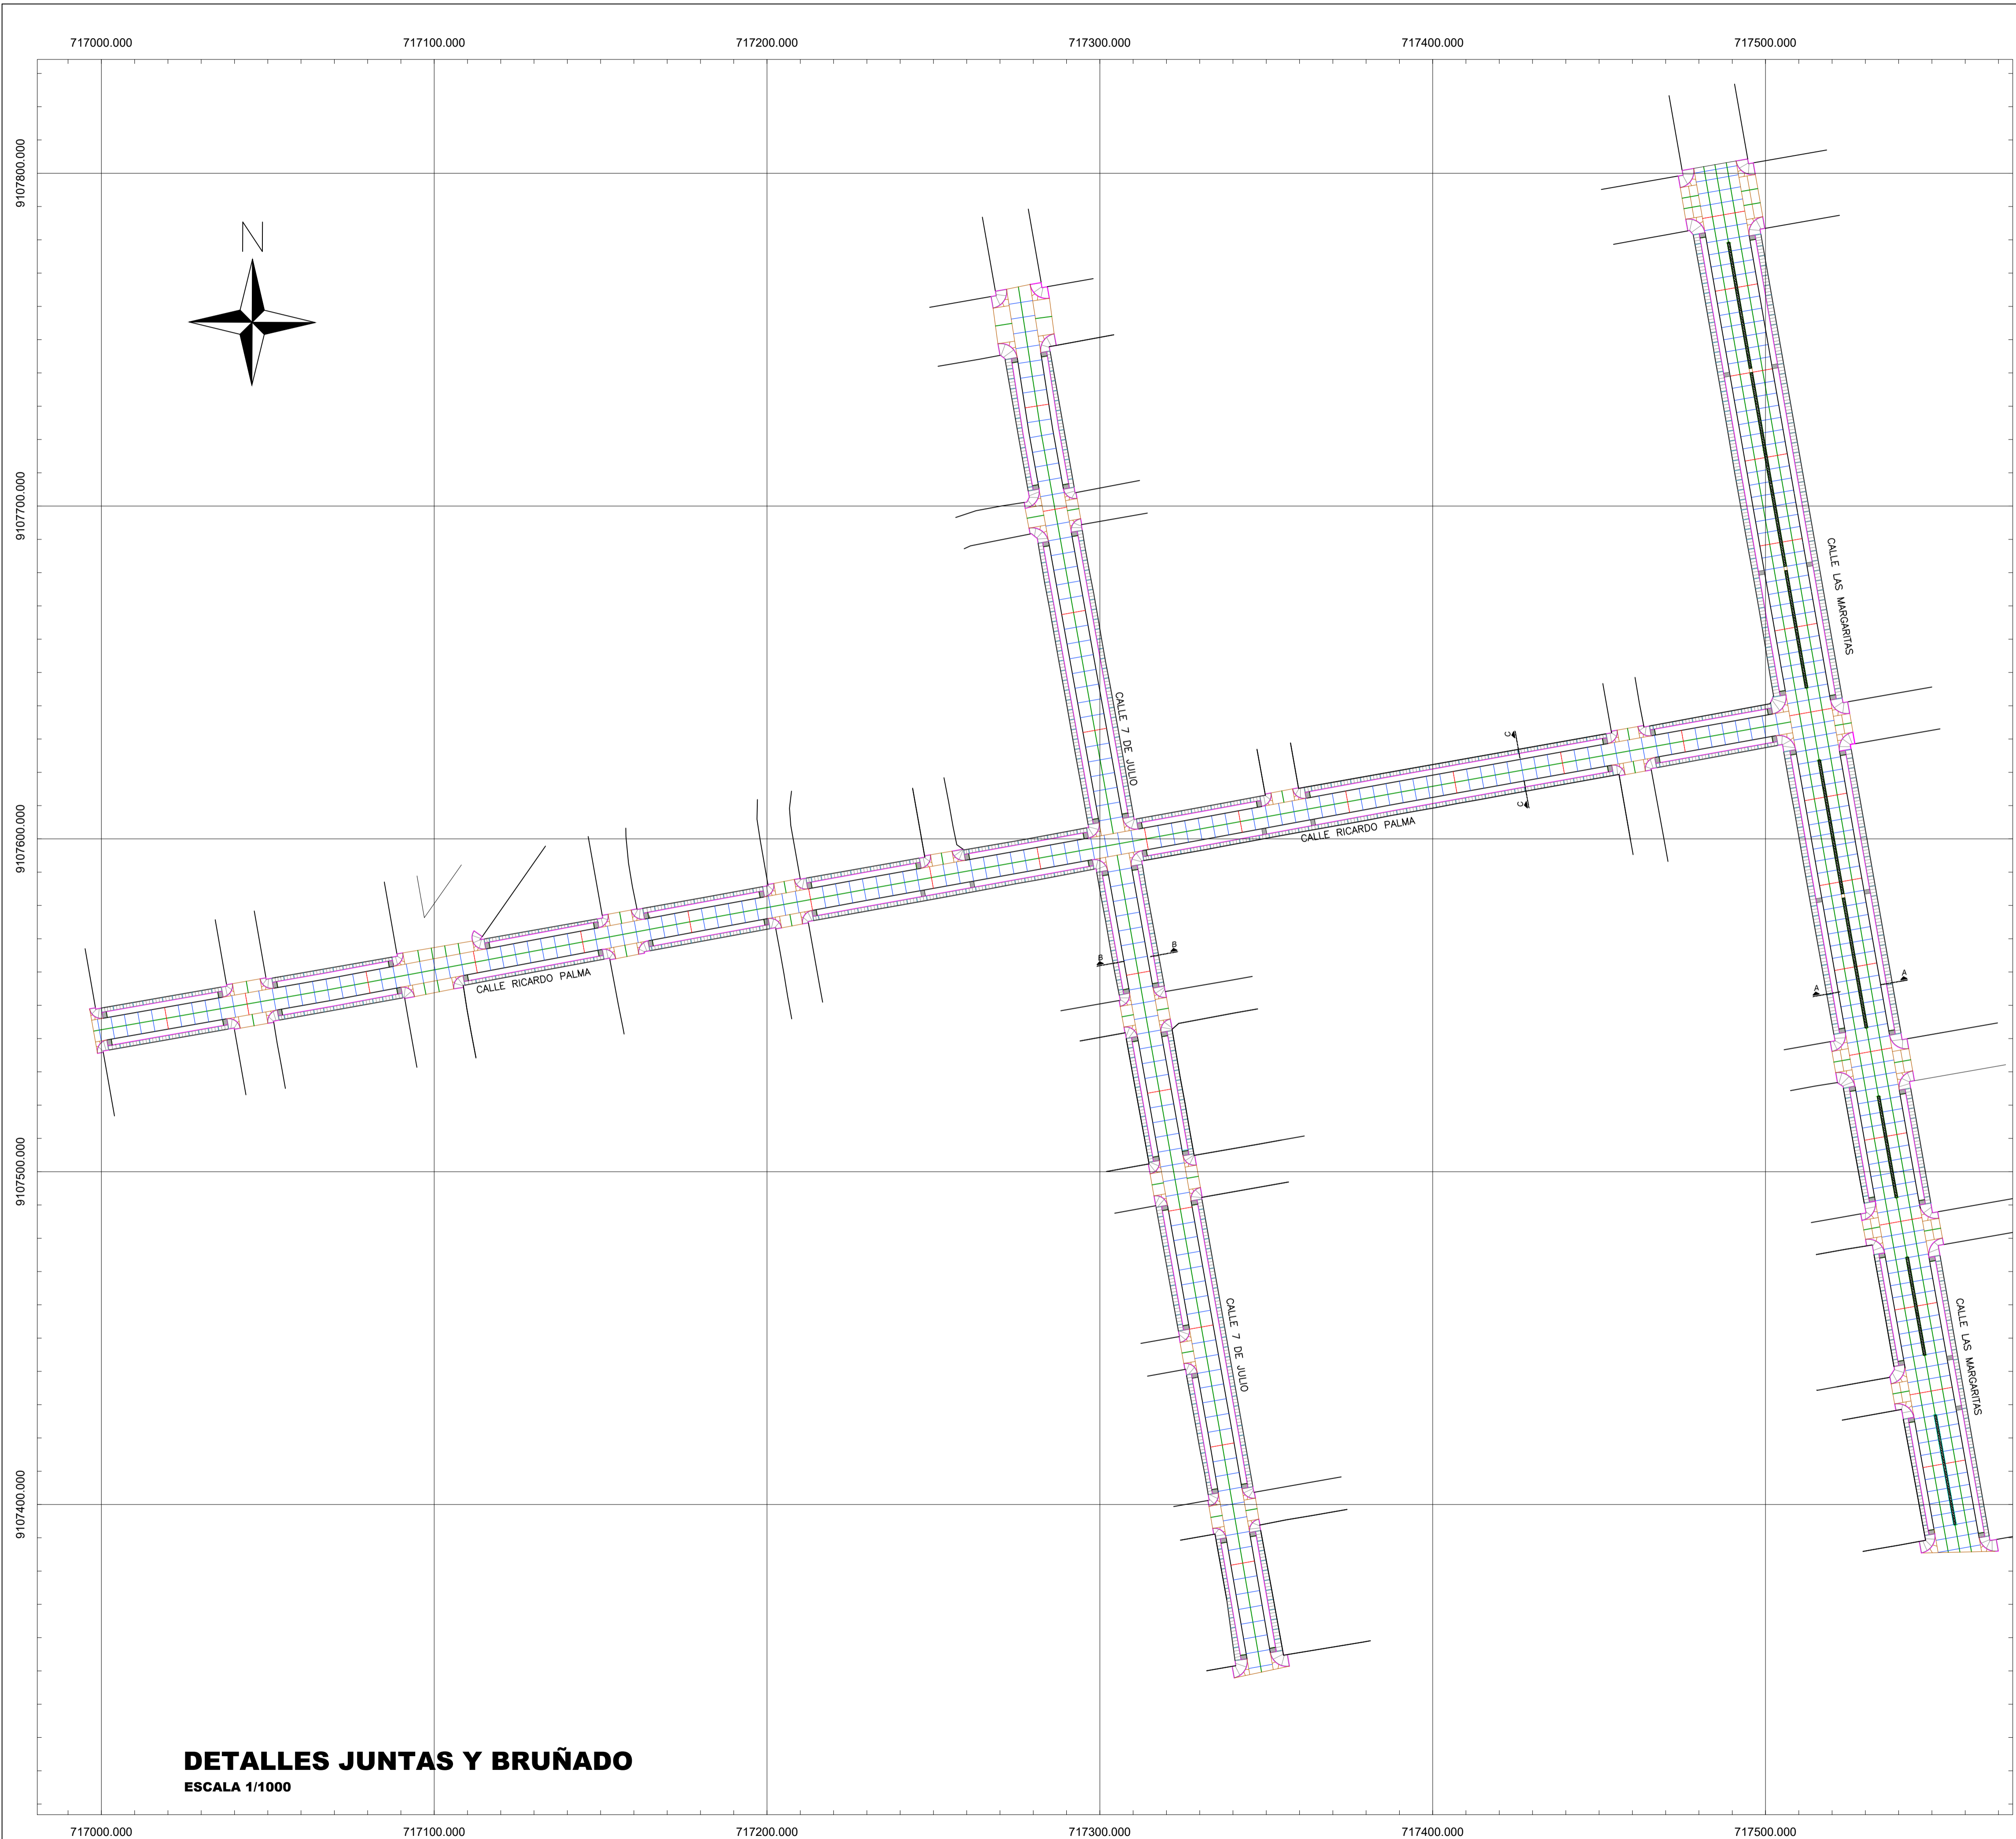 717000.000 717100.000 717200.000 717300.000 717400.000 717500.000
9107800.000
N
9107700.000
CALLE LAS MARGARITAS
CALLE 7 DE JULIO
C
C
9107600.000
CALLE RICARDO PALMA
CALLE RICARDO PALMA
B
B
A
A
9107500.000
CALLE 7 DE JULIO
CALLE LAS MARGARITAS
9107400.000
DETALLES JUNTAS Y BRUÑADO
ESCALA 1/1000
717000.000 717100.000 717200.000 717300.000 717400.000 717500.000